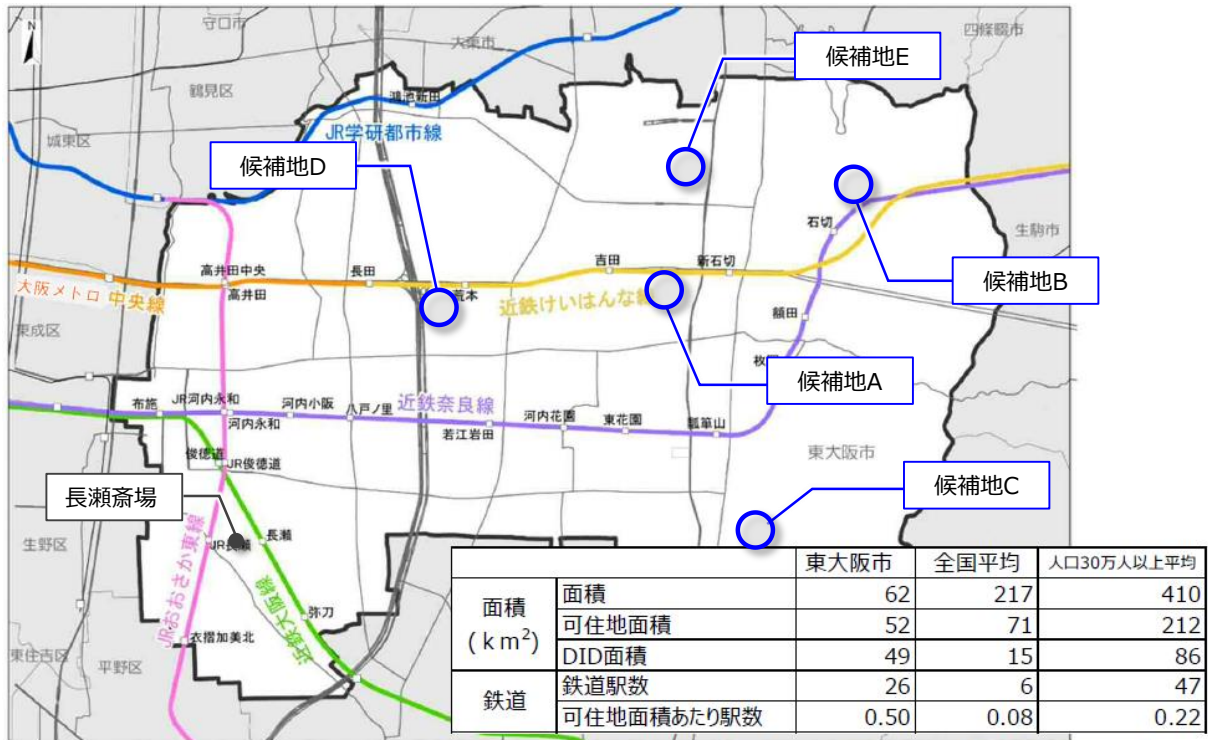 N
守口市
大東市
四條畷市
候補地E
鶴見区
鴻池新田
JR学研都市線
城東区
候補地D
石切
生駒市
吉田
新石切
高井田中央
長田
大阪メトロ 中央線
高井田
荒本
近鉄けいはんな線
候補地B
額田
東成区
候補地A
布施
JR河内永和
河内小阪
八戸ノ里
近鉄奈良線
河内永和
若江岩田
河内花園
東花園
瓢箪山
東大阪市
俊徳道
JR俊徳道
長瀬斎場
候補地C
生野区
JR長瀬
長瀬
JRおおさか東線
近鉄大阪線
弥刀
衣摺加美北
東住吉区
平野区
東大阪市 全国平均 人口30万人以上平均
面積
(km²)
面積 62 217 410
可住地面積 52 71 212
DID面積 49 15 86
鉄道
鉄道駅数 26 6 47
可住地面積あたり駅数 0.50 0.08 0.22